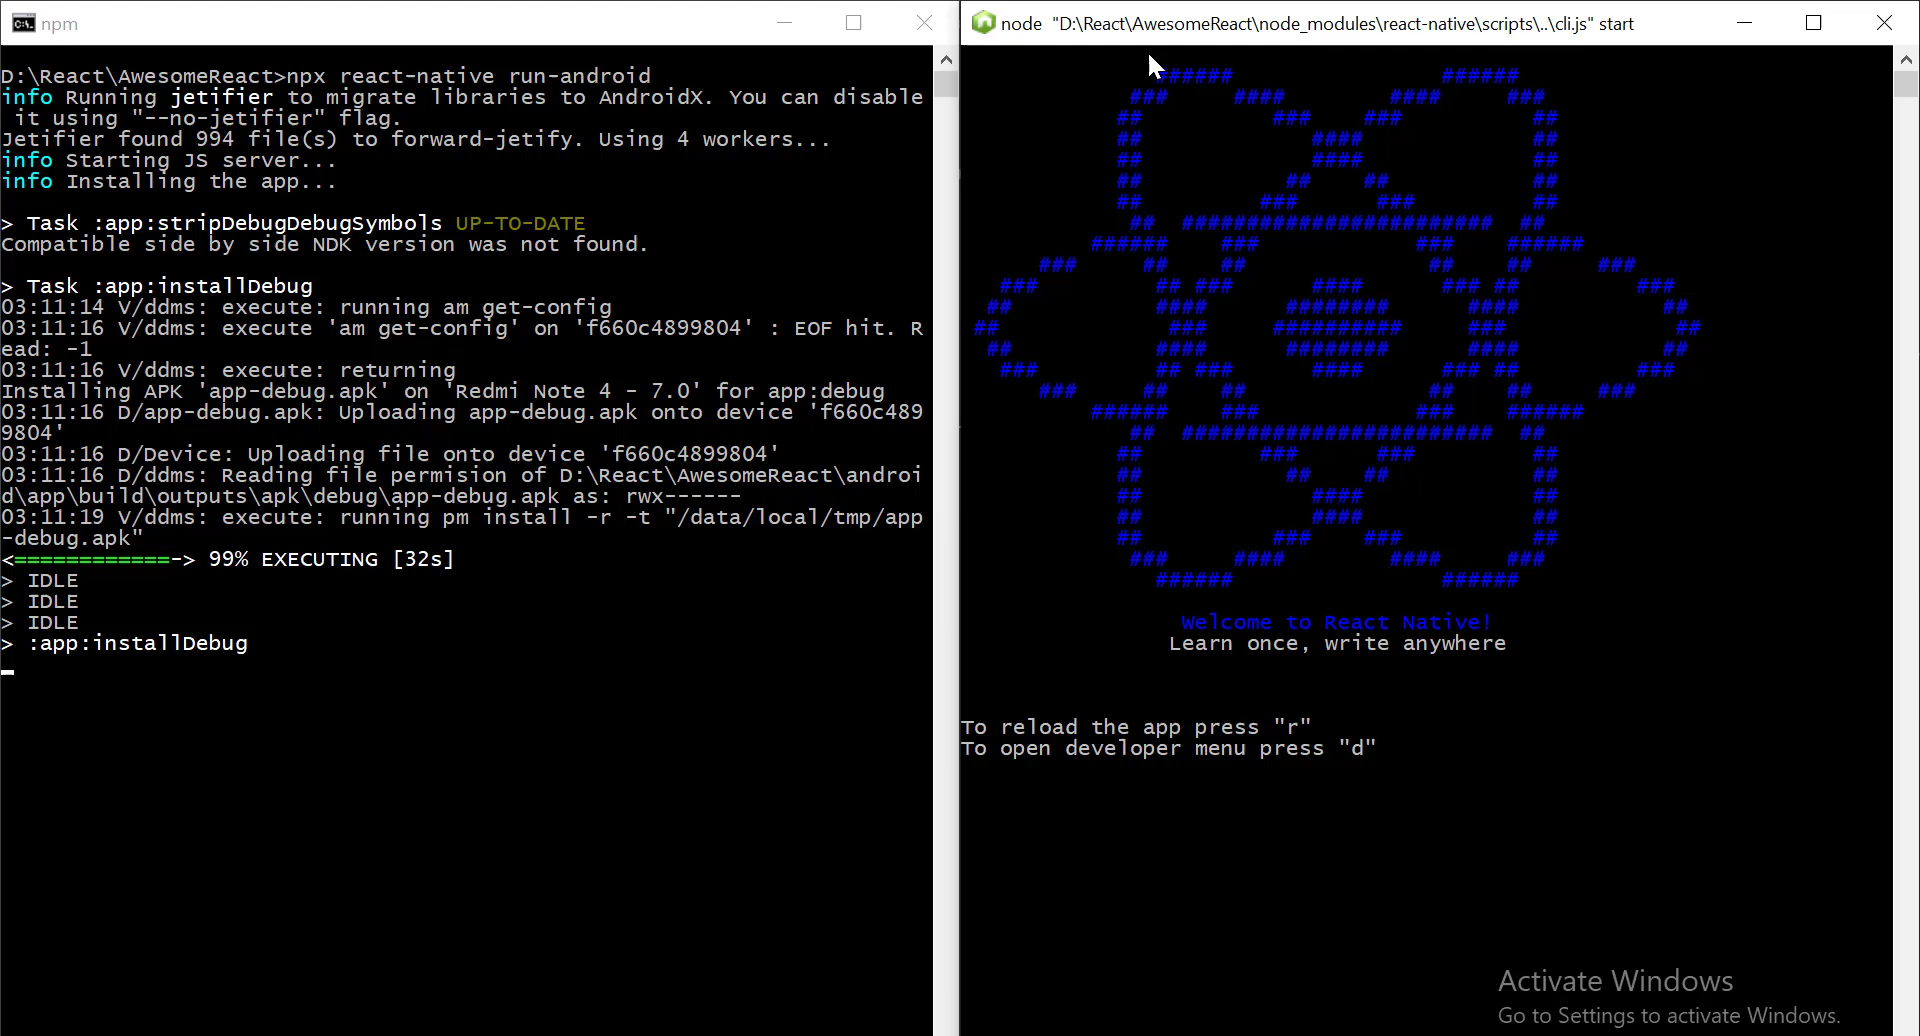 npm
D:\React\AwesomeReact>npx react-native run-android
info Running jetifier to migrate libraries to AndroidX. You can disable
 it using "--no-jetifier" flag.
Jetifier found 994 file(s) to forward-jetify. Using 4 workers...
info Starting JS server...
info Installing the app...
> Task :app:stripDebugDebugSymbols UP-TO-DATE
Compatible side by side NDK version was not found.
> Task :app:installDebug
03:11:14 V/ddms: execute: running am get-config
03:11:16 V/ddms: execute 'am get-config' on 'f660c4899804' : EOF hit. R
ead: -1
03:11:16 V/ddms: execute: returning
Installing APK 'app-debug.apk' on 'Redmi Note 4 - 7.0' for app:debug
03:11:16 D/app-debug.apk: Uploading app-debug.apk onto device 'f660c489
9804'
03:11:16 D/Device: Uploading file onto device 'f660c4899804'
03:11:16 D/ddms: Reading file permision of D:\React\AwesomeReact\androi
d\app\build\outputs\apk\debug\app-debug.apk as: rwx------
03:11:19 V/ddms: execute: running pm install -r -t "/data/local/tmp/app
-debug.apk"
<============-> 99% EXECUTING [32s]
> IDLE
> IDLE
> IDLE
> :app:installDebug
node "D:\React\AwesomeReact\node_modules\react-native\scripts\..\cli.js" start
Welcome to React Native!
Learn once, write anywhere
To reload the app press "r"
To open developer menu press "d"
Activate Windows
Go to Settings to activate Windows.